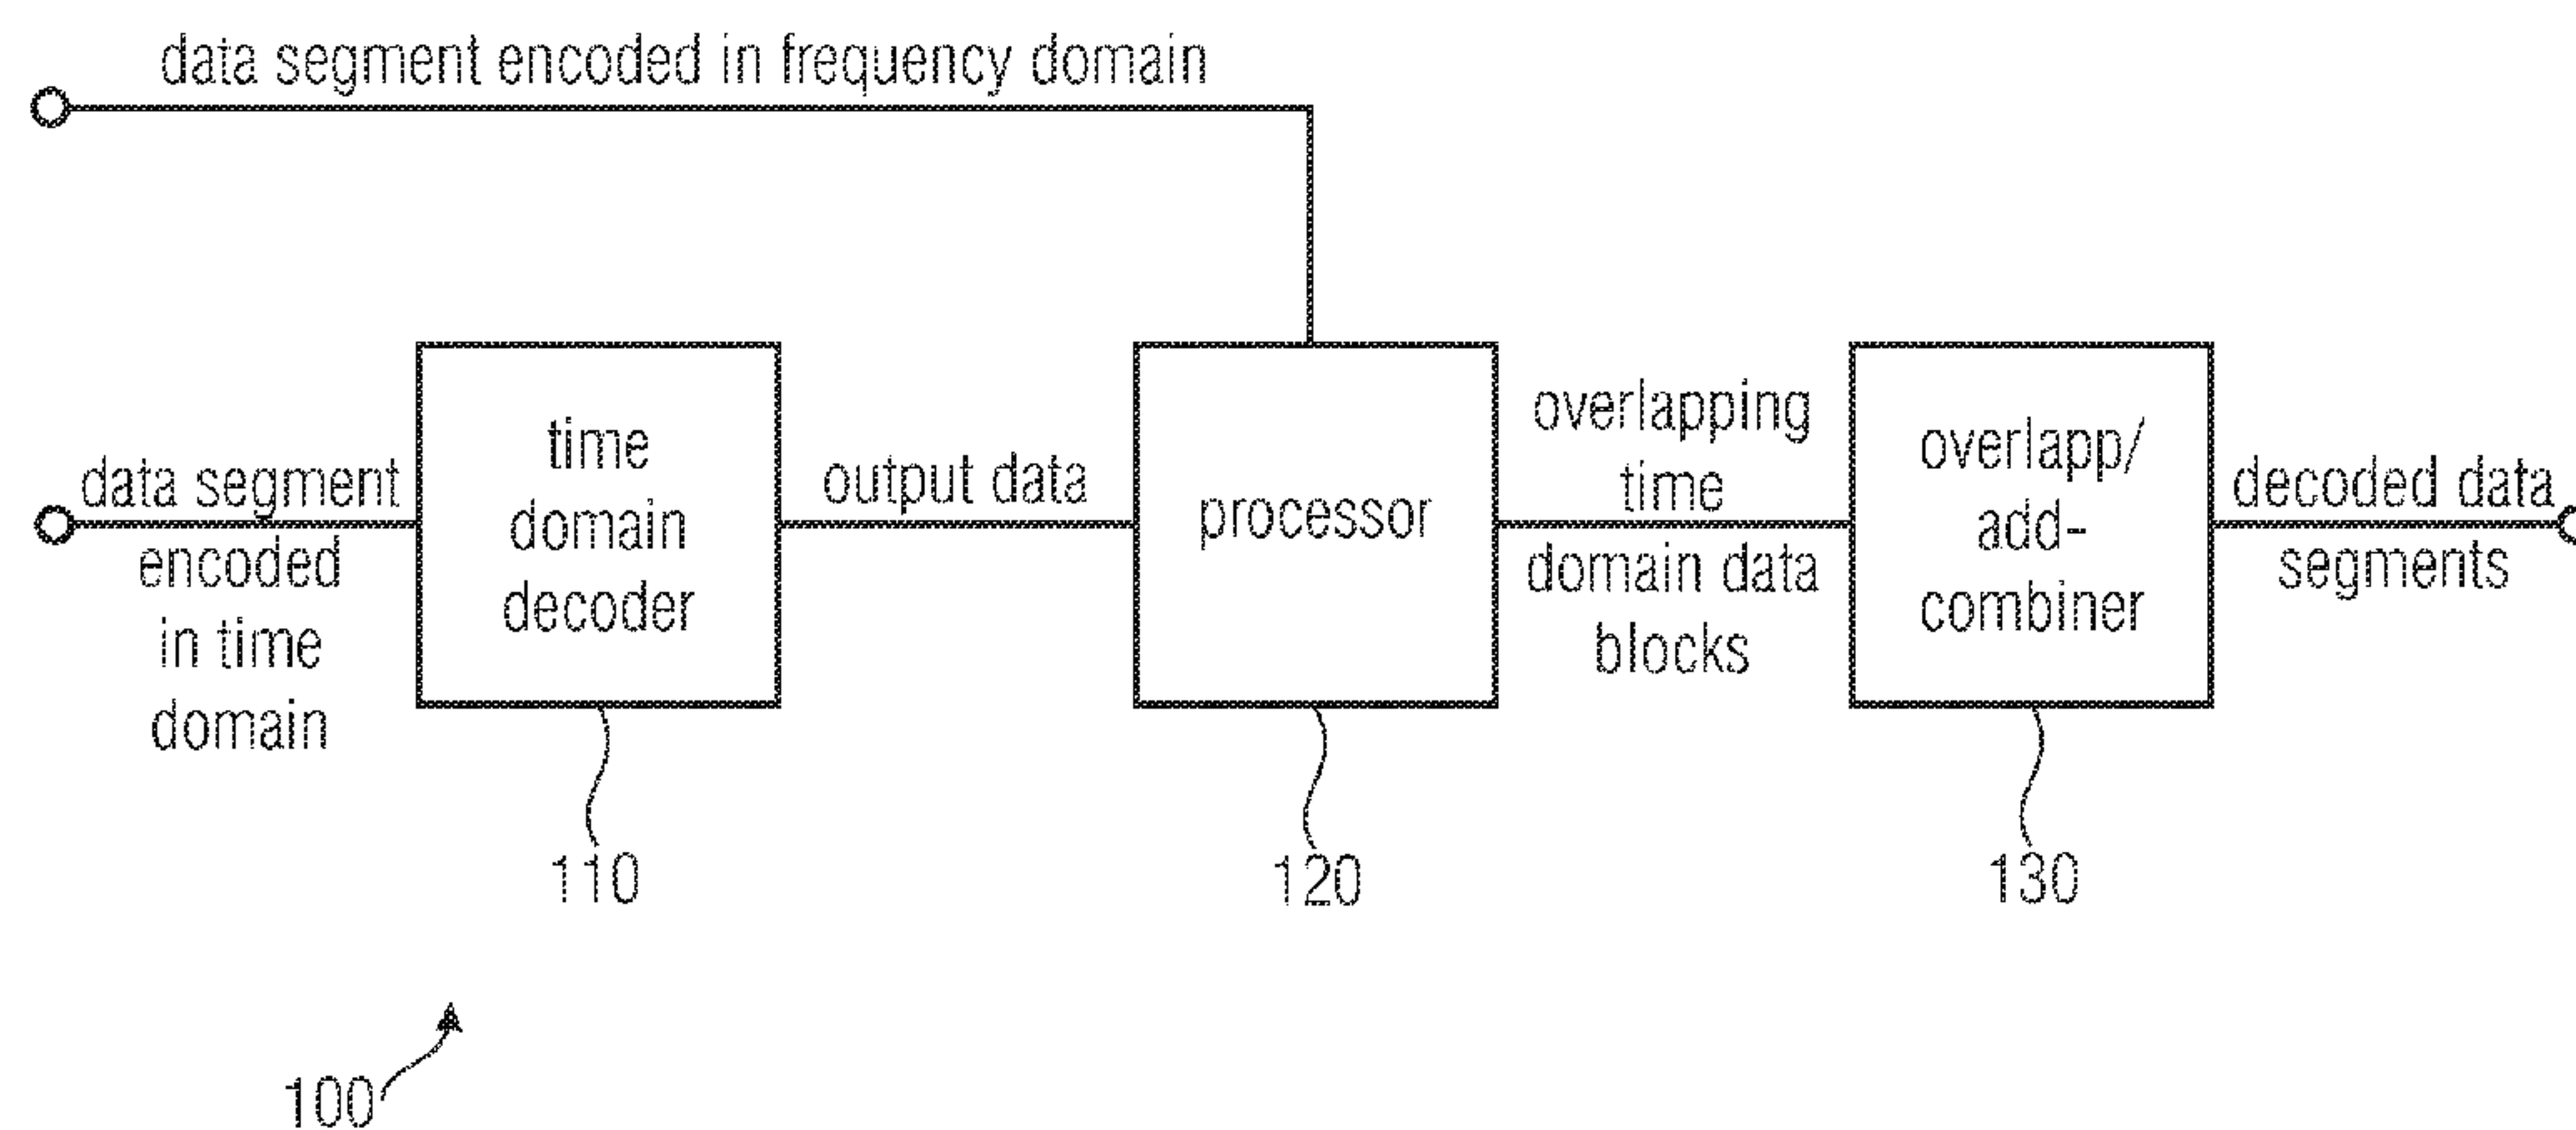 data segment encoded in frequency domain
data segment
encoded
in time
domain
time
domain
decoder
output data
processor
overlapping
time
domain data
blocks
overlapp/
add-
combiner
decoded data
segments
110
120
130
100